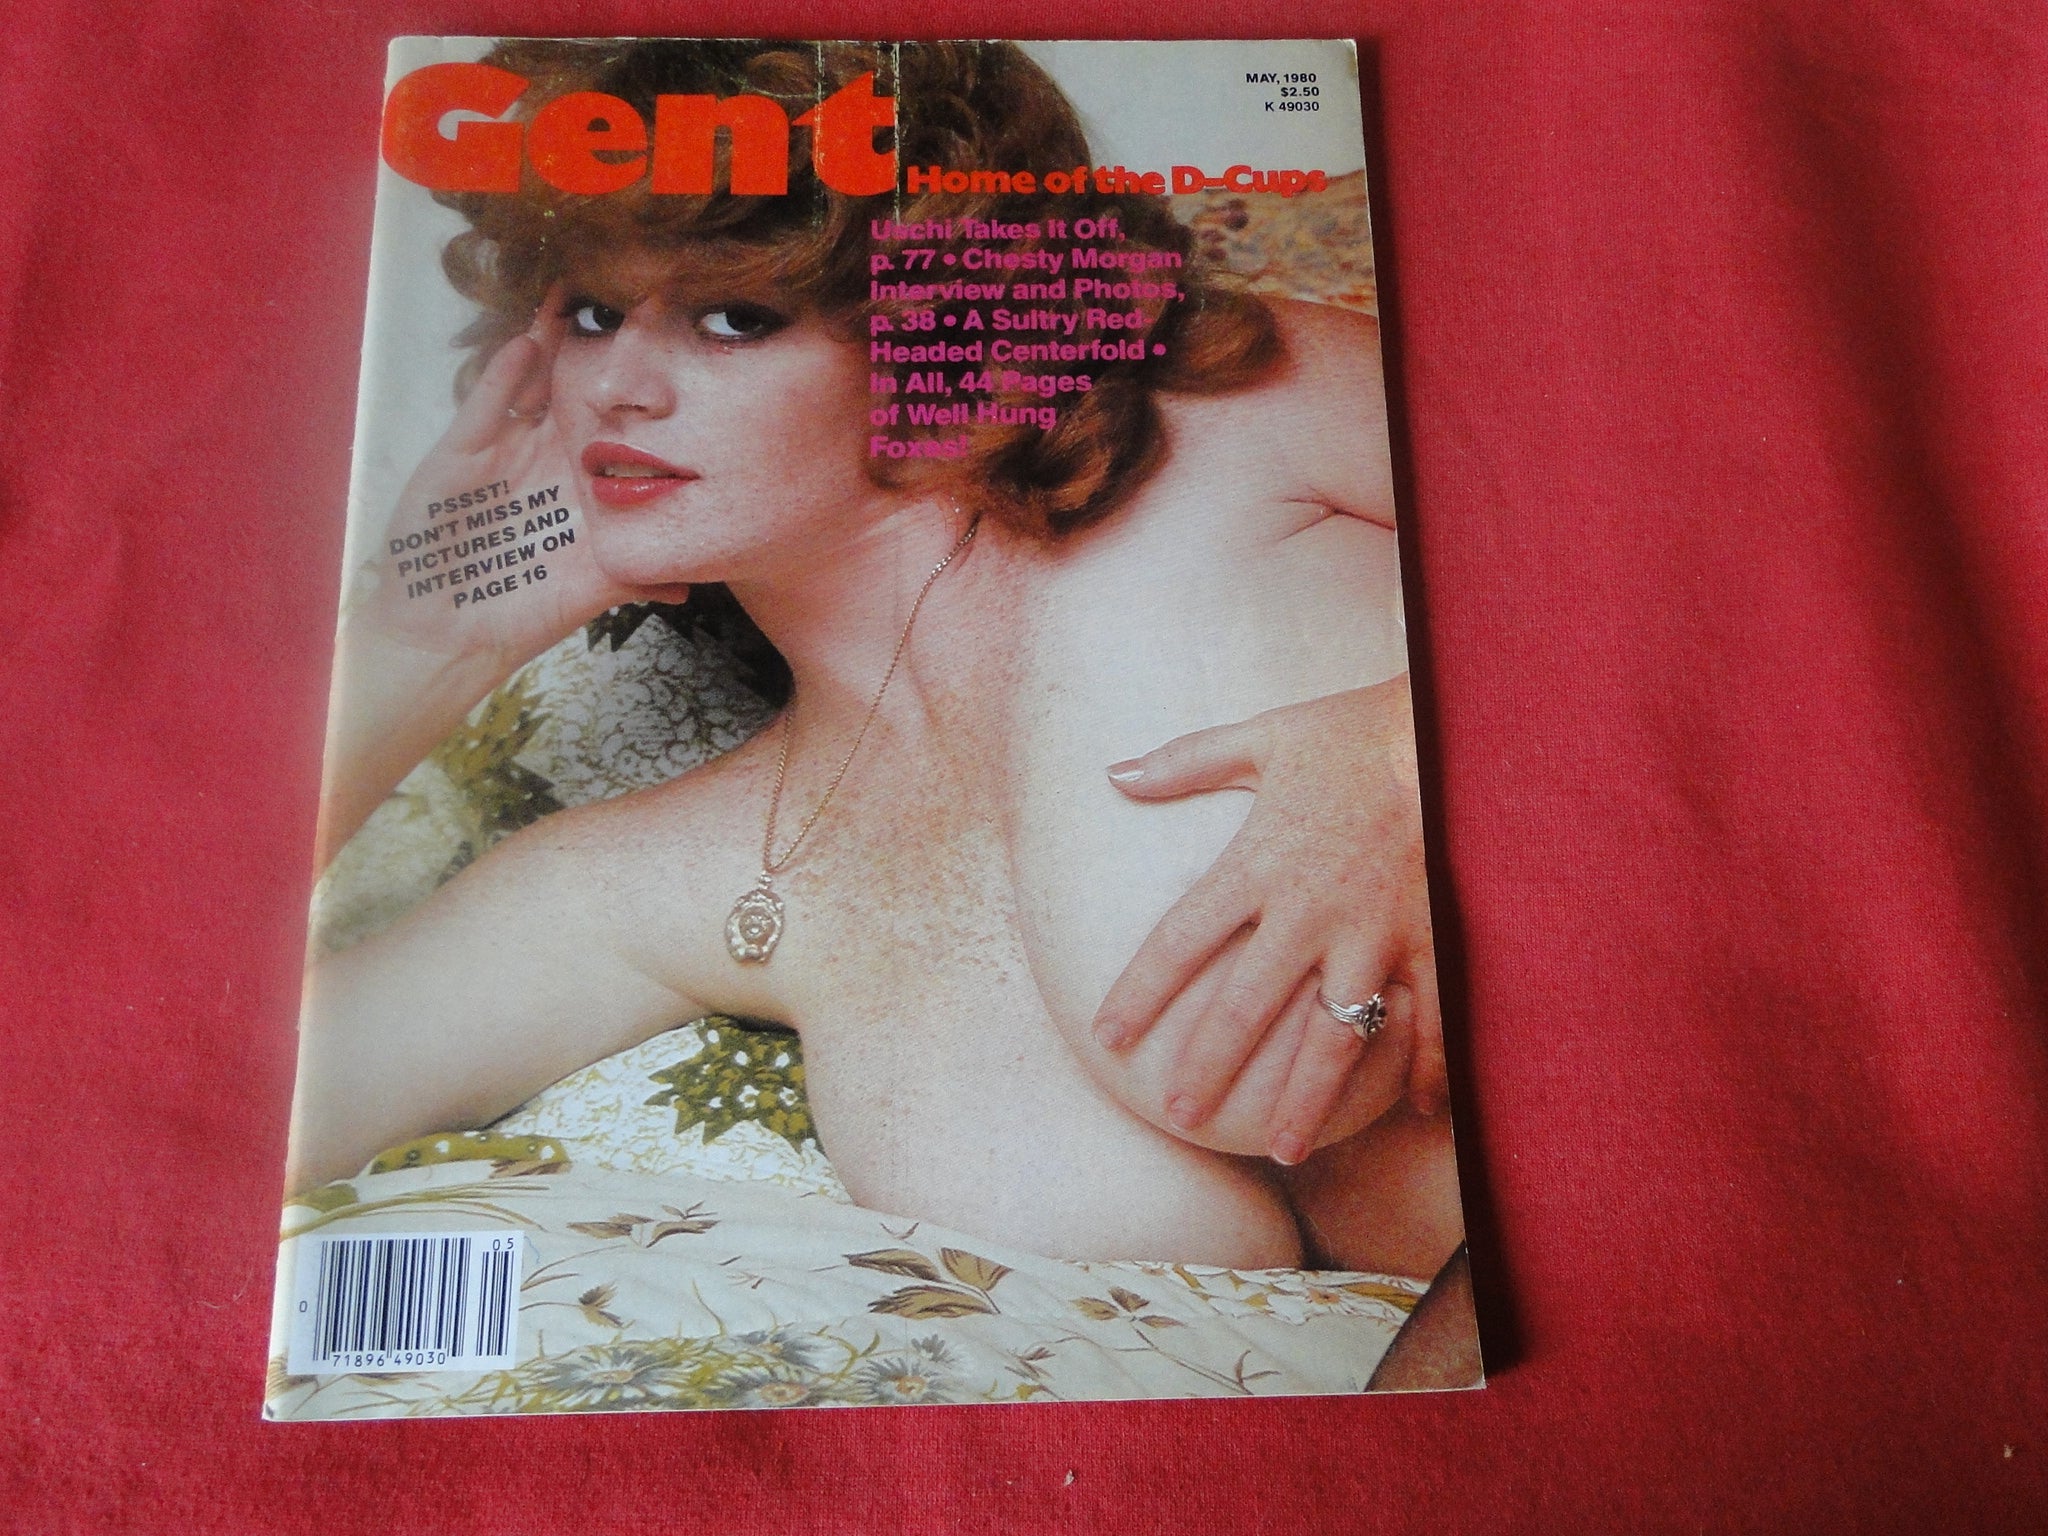 Gent
MAY, 1980
$2.50
K 49030
Home of the D-Cups
Uschi Takes It Off,
p. 77 • Chesty Morgan
Interview and Photos,
p. 38 • A Sultry Red-
Headed Centerfold •
In All, 44 Pages
of Well Hung
Foxes!
PSSST!
DON'T MISS MY
PICTURES AND
INTERVIEW ON
PAGE 16
05
0
71896 49030